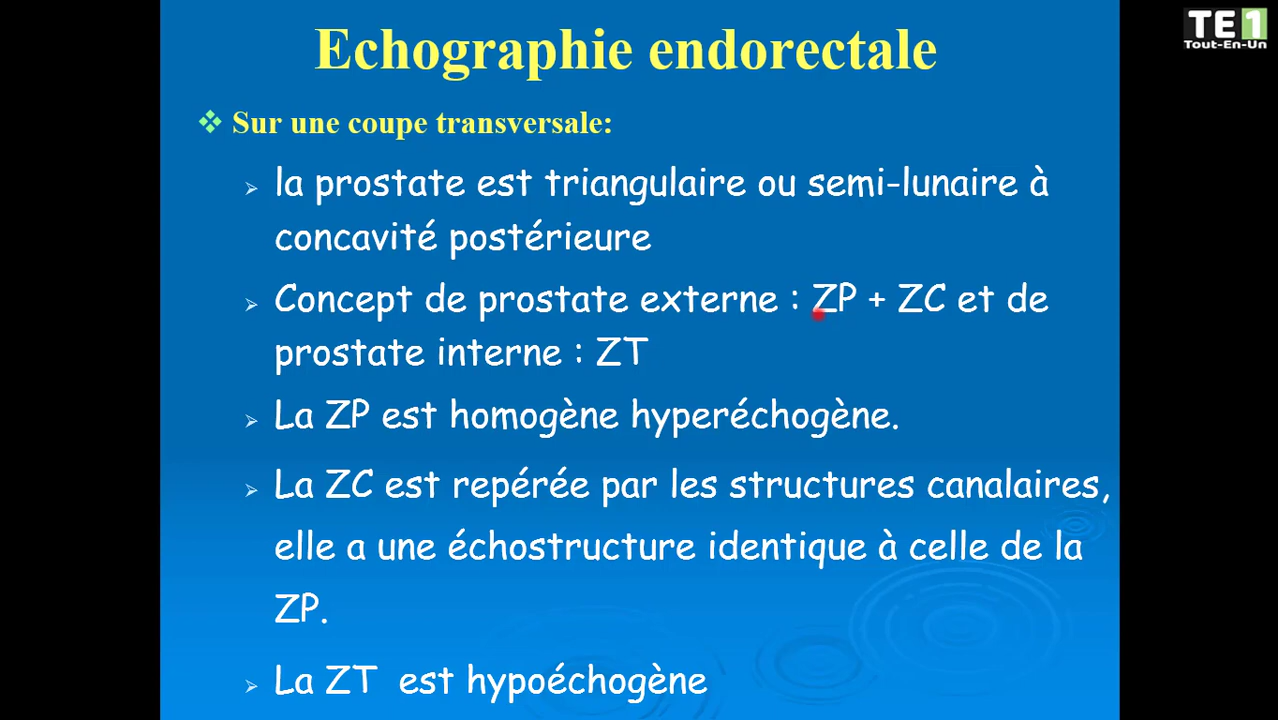 Echographie endorectale
TE1
Tout-En-Un
Sur une coupe transversale:
la prostate est triangulaire ou semi-lunaire à
concavité postérieure
Concept de prostate externe : ZP + ZC et de
prostate interne : ZT
La ZP est homogène hyperéchogène.
La ZC est repérée par les structures canalaires,
elle a une échostructure identique à celle de la
ZP.
La ZT est hypoéchogène